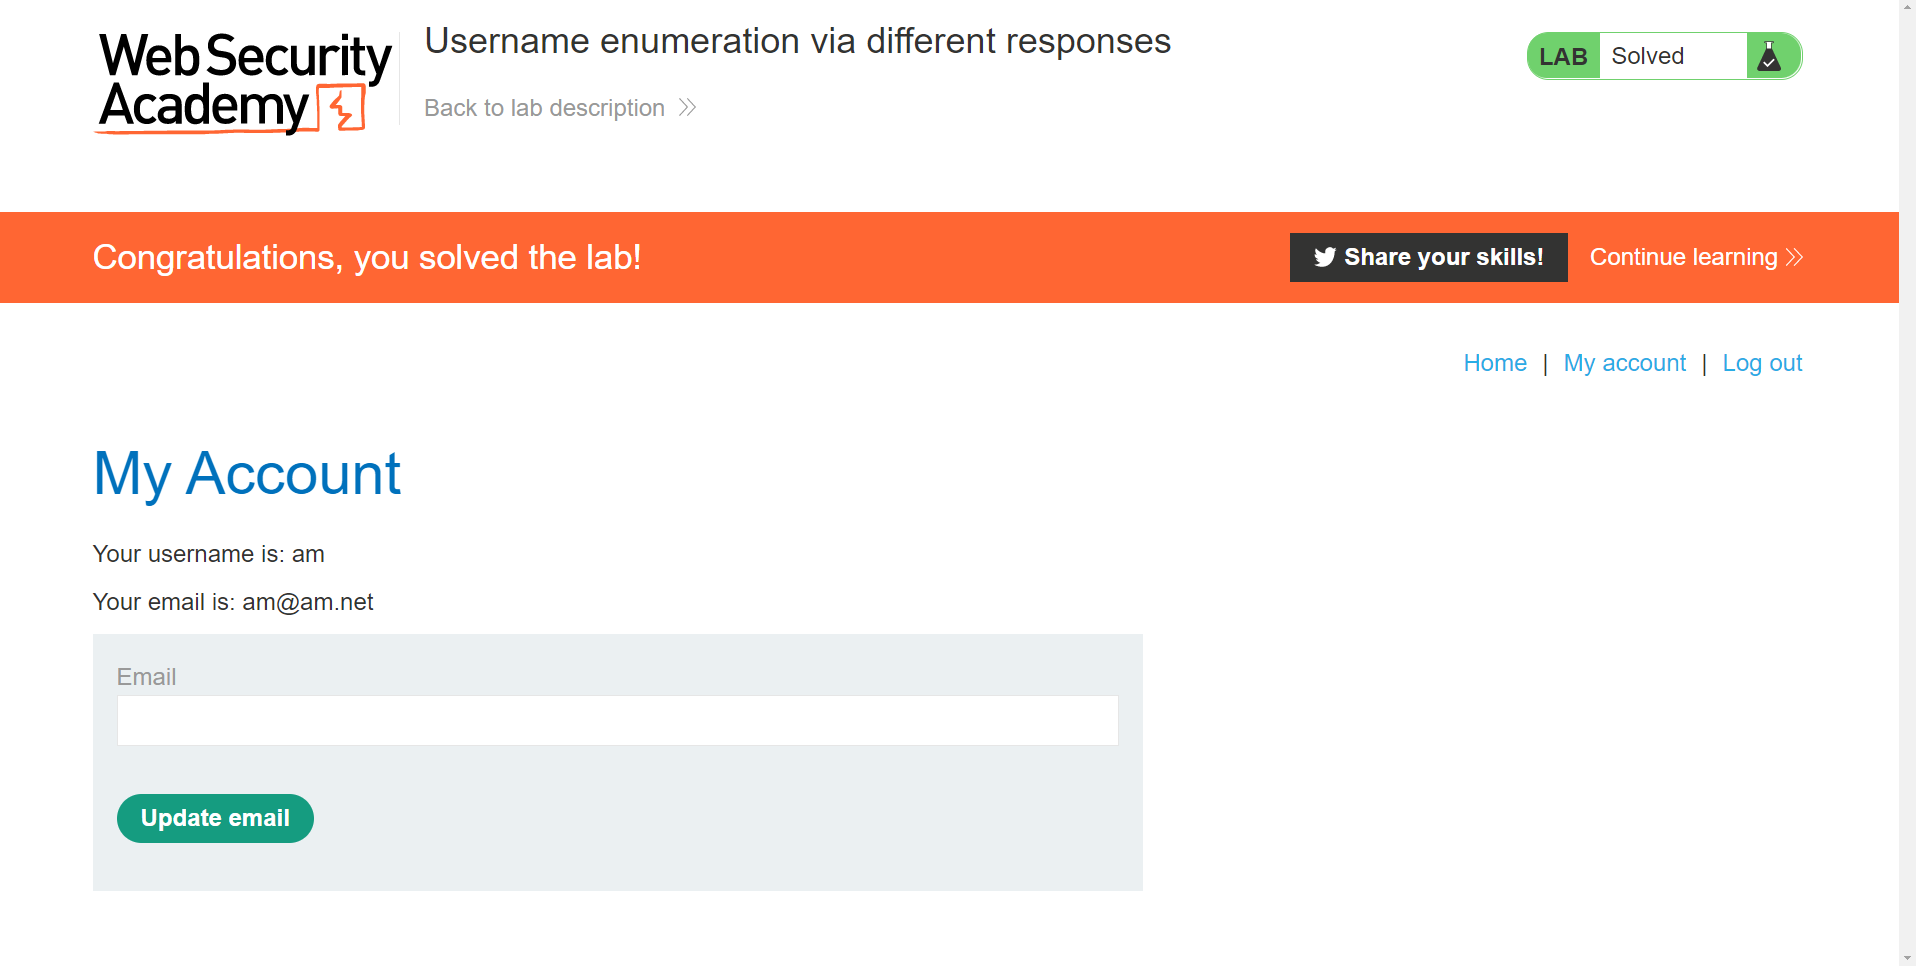 Web Security
Academy
Username enumeration via different responses
Back to lab description
LAB Solved
Congratulations, you solved the lab!
Share your skills!
Continue learning
Home | My account | Log out
My Account
Your username is: am
Your email is: am@am.net
Email
Update email